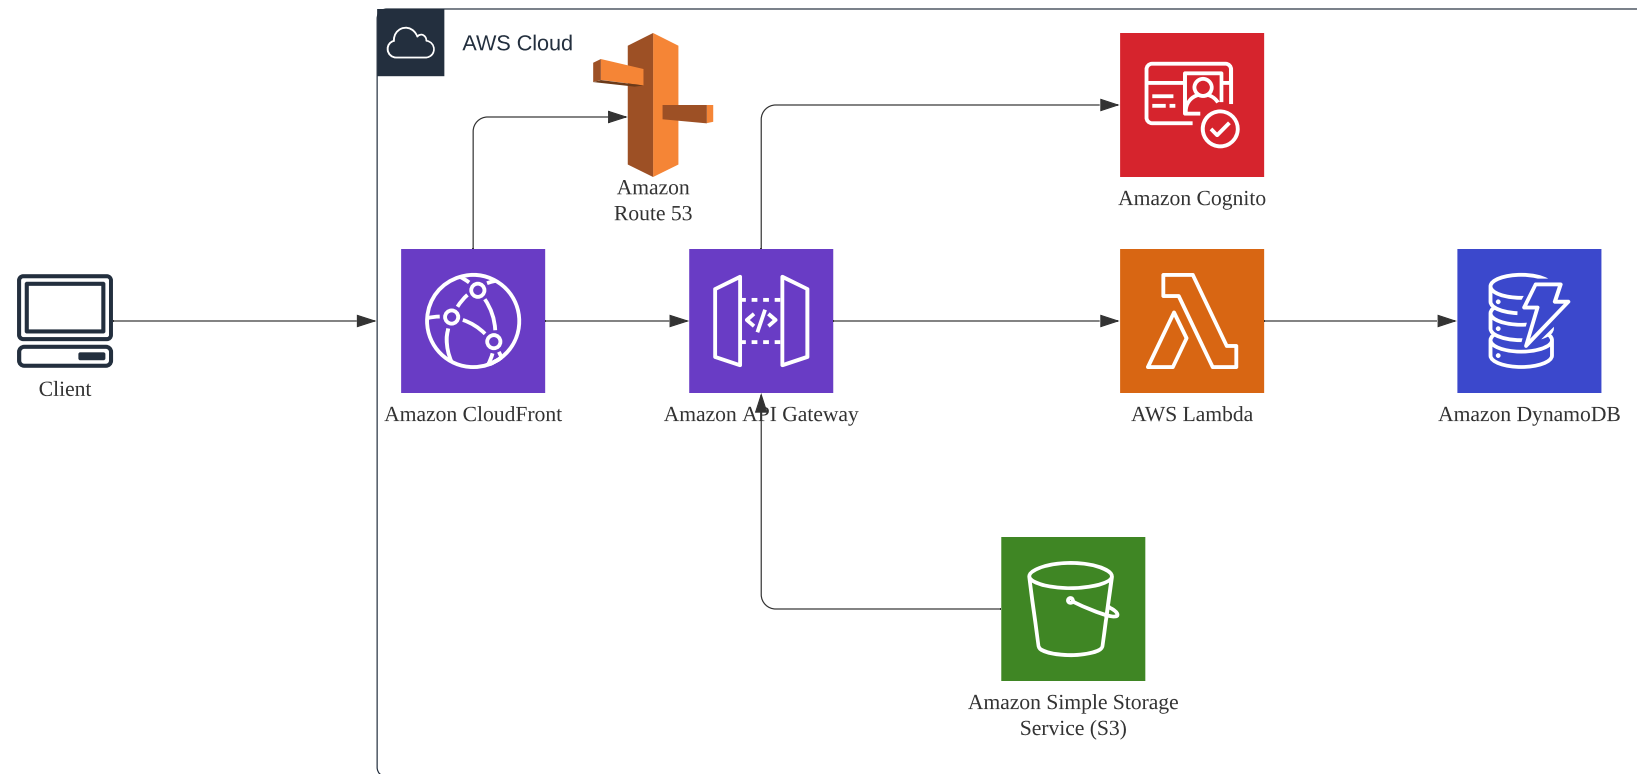 AWS Cloud
Amazon
Route 53
Amazon Cognito
Client
Amazon CloudFront
Amazon API Gateway
AWS Lambda
Amazon DynamoDB
Amazon Simple Storage
Service (S3)